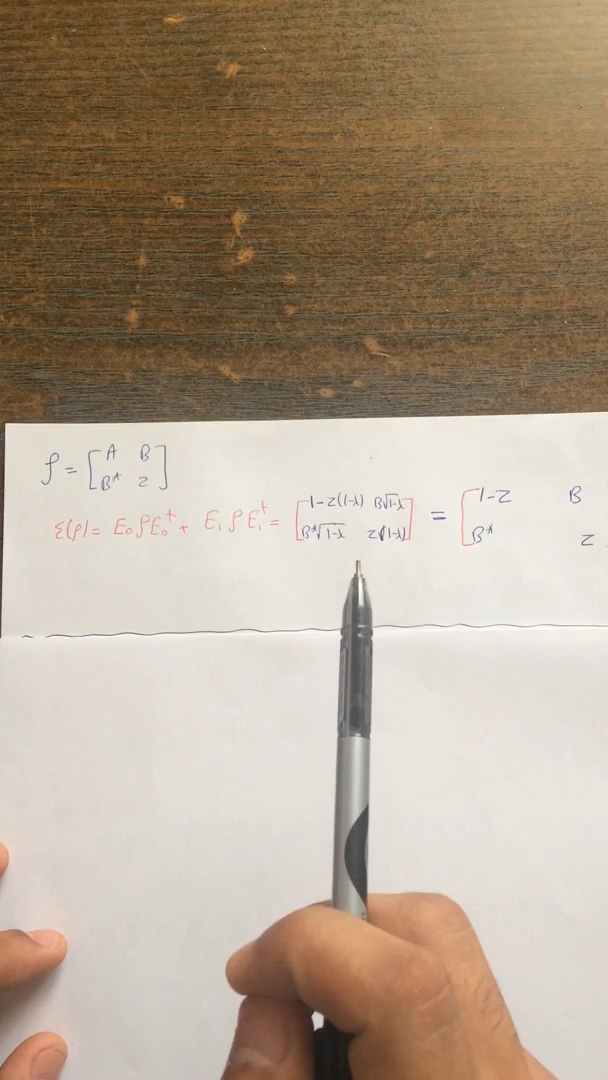 ρ = [A B
B* z]
ε(ρ) = E₀ρE₀† + E₁ρE₁† = [1-z(1-λ) B√1-λ
B*√1-λ z(1-λ)] = [1-z B
B* z